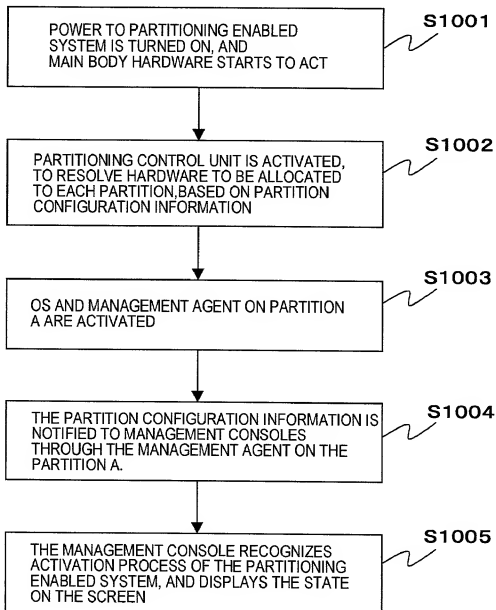 S1001
POWER TO PARTITIONING ENABLED
SYSTEM IS TURNED ON, AND
MAIN BODY HARDWARE STARTS TO ACT
S1002
PARTITIONING CONTROL UNIT IS ACTIVATED,
TO RESOLVE HARDWARE TO BE ALLOCATED
TO EACH PARTITION,BASED ON PARTITION
CONFIGURATION INFORMATION
S1003
OS AND MANAGEMENT AGENT ON PARTITION
A ARE ACTIVATED
S1004
THE PARTITION CONFIGURATION INFORMATION IS
NOTIFIED TO MANAGEMENT CONSOLES
THROUGH THE MANAGEMENT AGENT ON THE
PARTITION A.
S1005
THE MANAGEMENT CONSOLE RECOGNIZES
ACTIVATION PROCESS OF THE PARTITIONING
ENABLED SYSTEM, AND DISPLAYS THE STATE
ON THE SCREEN